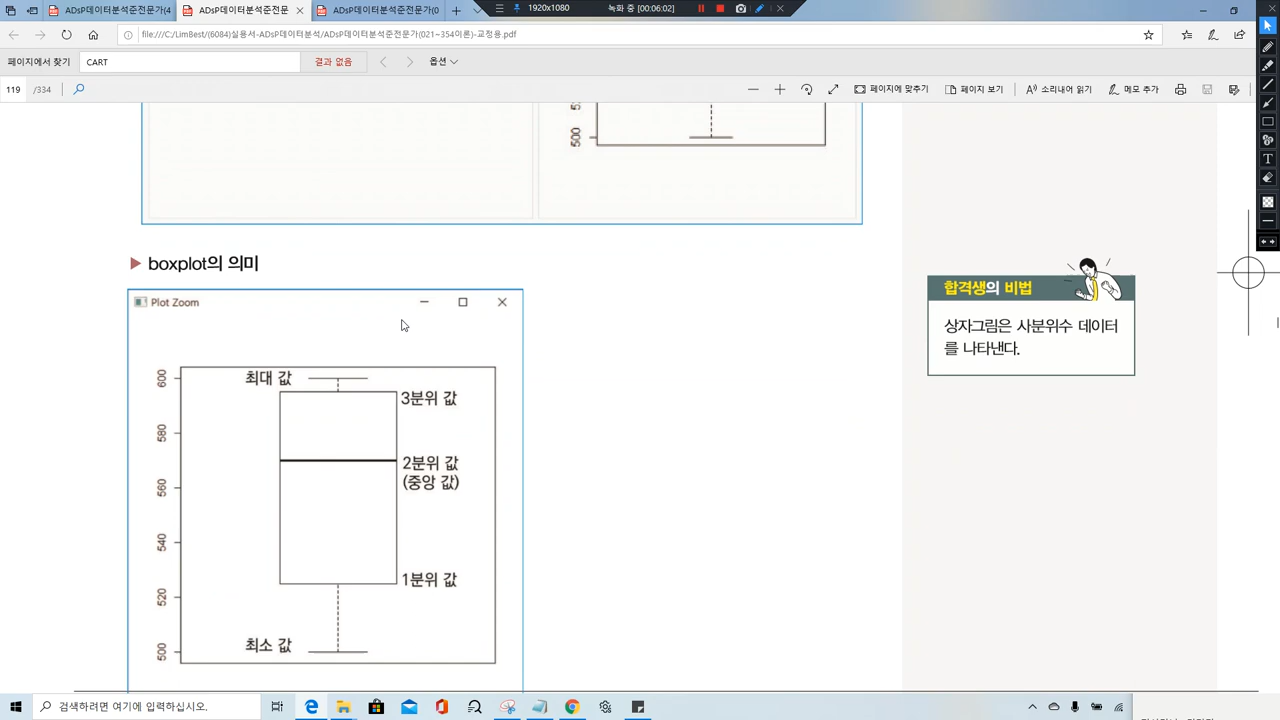 ADsP데이터분석준전문가(4
ADsP데이터분석준전문
ADsP데이터분석준전문가(0
1920x1080
녹화 중 [00:06:02]
file:///C:/LimBest/(6084)실용서-ADsP데이터분석/ADsP데이터분석준전문가(021~354이론)-교정용.pdf
페이지에서 찾기
CART
결과 없음
옵션
119
/334
페이지에 맞추기
페이지 보기
소리내어 읽기
메모 추가
500
▶ boxplot의 의미
Plot Zoom
600
580
560
540
520
500
최대 값
3분위 값
2분위 값
(중앙 값)
1분위 값
최소 값
합격생의 비법
상자그림은 사분위수 데이터
를 나타낸다.
T
검색하려면 여기에 입력하십시오.